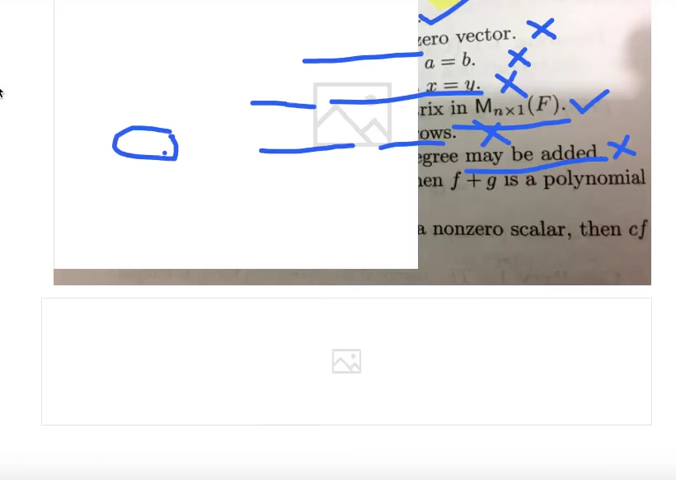 zero vector.
a = b.
x = y.
rix in Mn×1(F).
ows.
egree may be added.
hen f + g is a polynomial
a nonzero scalar, then cf